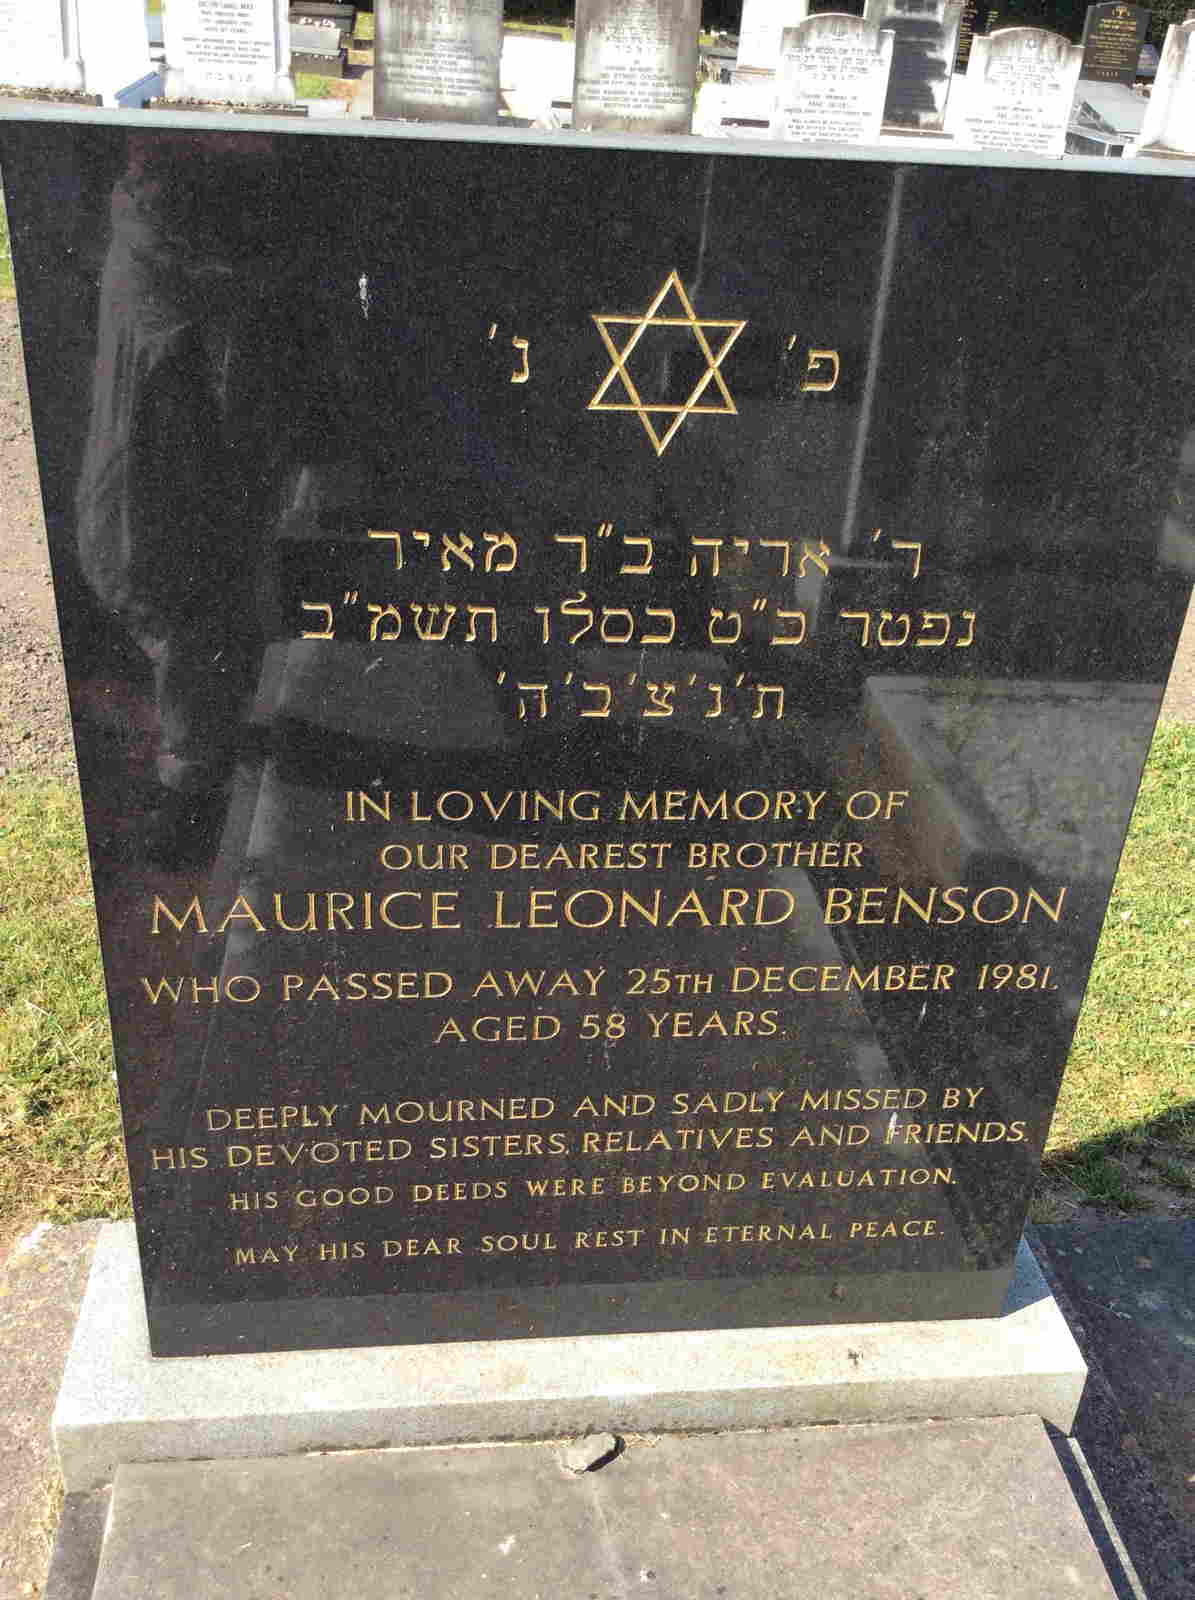 פ' נ'
ר' אריה ב"ר מאיר
נפטר כ"ט כסלו תשמ"ב
ת'נ'צ'ב'ה'
IN LOVING MEMORY OF
OUR DEAREST BROTHER
MAURICE LEONARD BENSON
WHO PASSED AWAY 25TH DECEMBER 1981.
AGED 58 YEARS.
DEEPLY MOURNED AND SADLY MISSED BY
HIS DEVOTED SISTERS, RELATIVES AND FRIENDS.
HIS GOOD DEEDS WERE BEYOND EVALUATION.
MAY HIS DEAR SOUL REST IN ETERNAL PEACE.